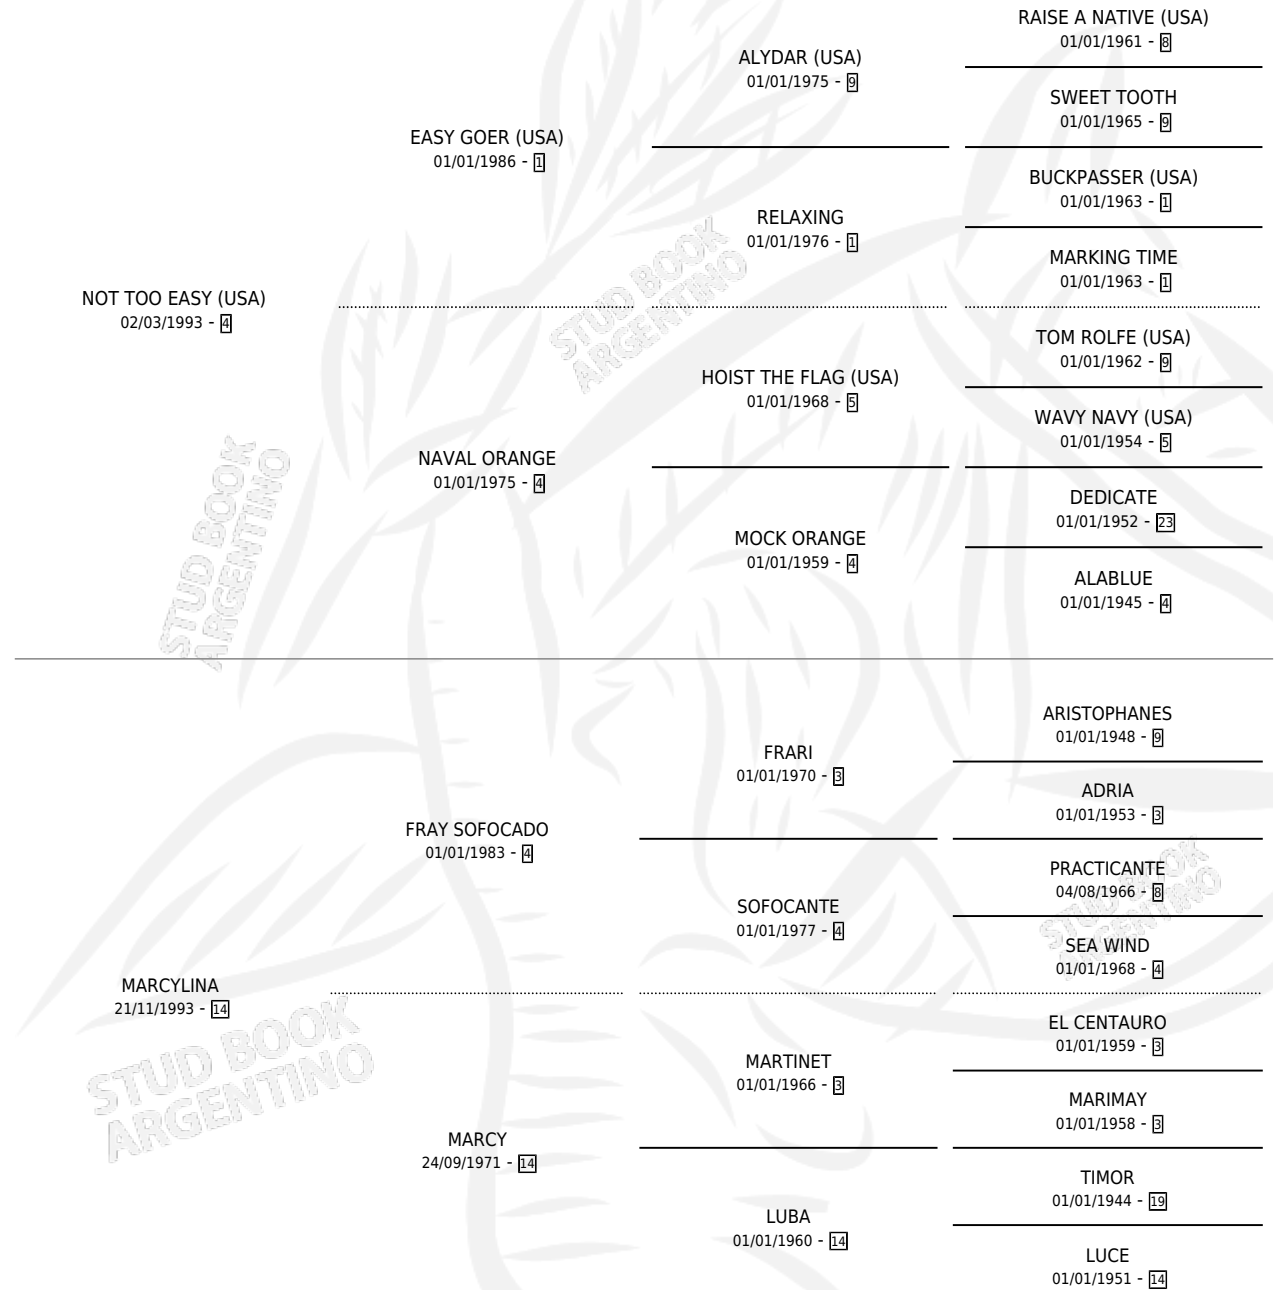 RAISE A NATIVE (USA)
01/01/1961 - 8
ALYDAR (USA)
01/01/1975 - 9
SWEET TOOTH
01/01/1965 - 9
EASY GOER (USA)
01/01/1986 - 1
BUCKPASSER (USA)
01/01/1963 - 1
RELAXING
01/01/1976 - 1
MARKING TIME
01/01/1963 - 1
NOT TOO EASY (USA)
02/03/1993 - 4
TOM ROLFE (USA)
01/01/1962 - 9
HOIST THE FLAG (USA)
01/01/1968 - 5
WAVY NAVY (USA)
01/01/1954 - 5
NAVAL ORANGE
01/01/1975 - 4
DEDICATE
01/01/1952 - 23
MOCK ORANGE
01/01/1959 - 4
ALABLUE
01/01/1945 - 4
ARISTOPHANES
01/01/1948 - 9
FRARI
01/01/1970 - 3
ADRIA
01/01/1953 - 3
FRAY SOFOCADO
01/01/1983 - 4
PRACTICANTE
04/08/1966 - 8
SOFOCANTE
01/01/1977 - 4
SEA WIND
01/01/1968 - 4
MARCYLINA
21/11/1993 - 14
EL CENTAURO
01/01/1959 - 3
MARTINET
01/01/1966 - 3
MARIMAY
01/01/1958 - 3
MARCY
24/09/1971 - 14
TIMOR
01/01/1944 - 19
LUBA
01/01/1960 - 14
LUCE
01/01/1951 - 14
STUD BOOK
ARGENTINO
STUD BOOK
ARGENTINO
STUD BOOK
ARGENTINO
STUD BOOK
ARGENTINO